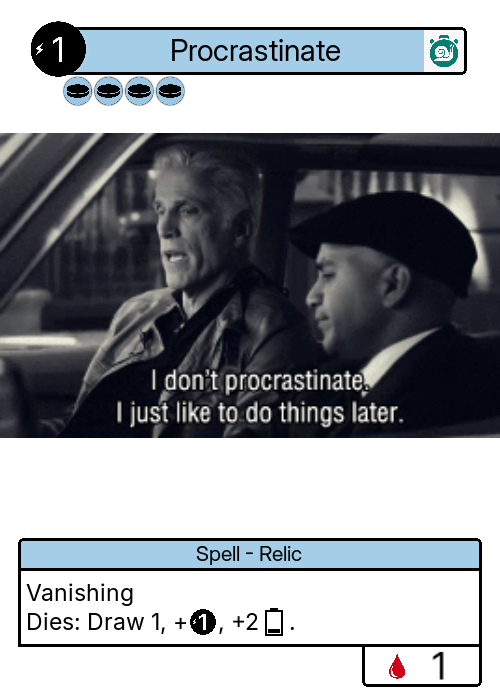 1 Procrastinate
I don't procrastinate,
I just like to do things later.
Spell - Relic
Vanishing
Dies: Draw 1, +1, +2 .
1